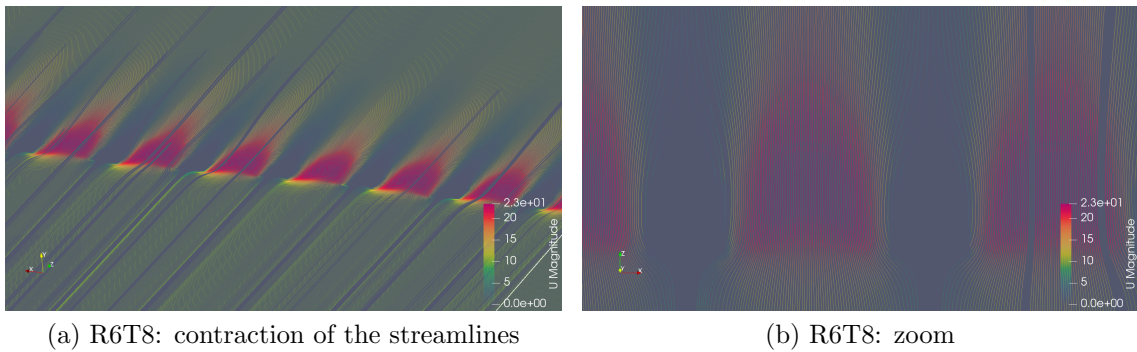 2.3e+01
20
15
10
5
0.0e+00
U Magnitude
X
Y
Z
2.3e+01
20
15
10
5
0.0e+00
U Magnitude
Z
Y
X
(a) R6T8: contraction of the streamlines
(b) R6T8: zoom